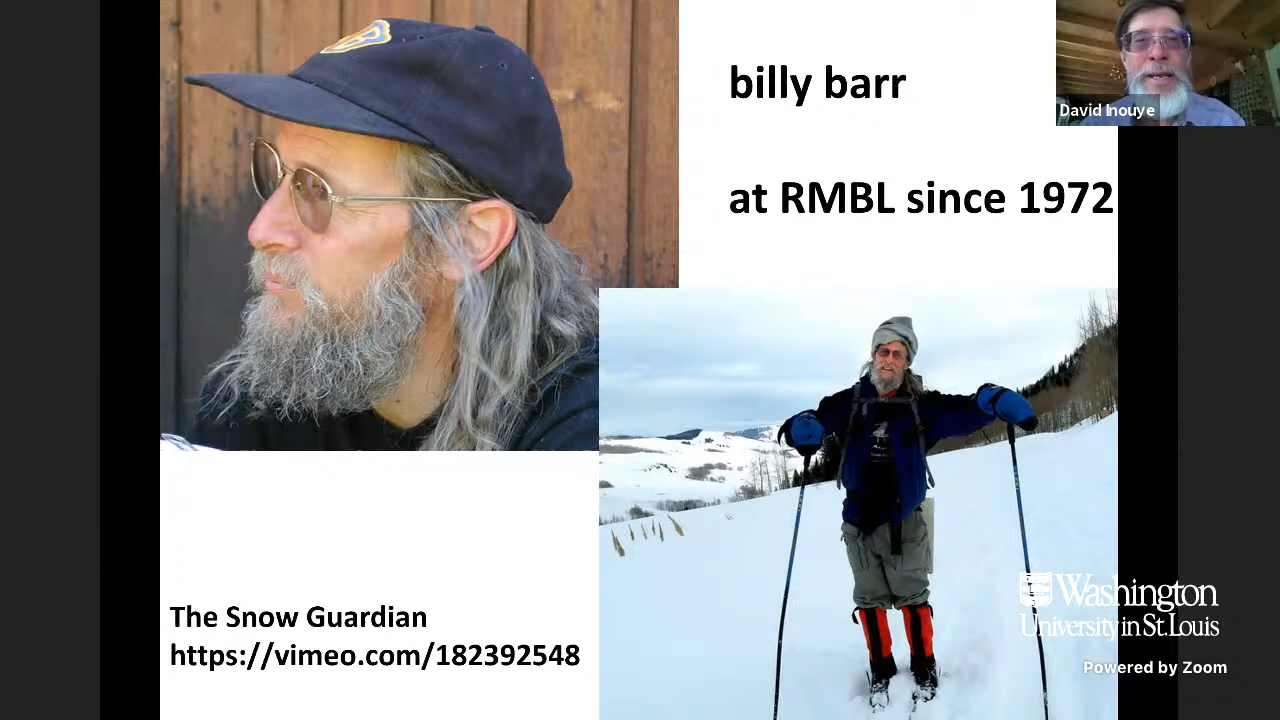 billy barr
David Inouye
at RMBL since 1972
The Snow Guardian
https://vimeo.com/182392548
Washington
University in St. Louis
Powered by Zoom